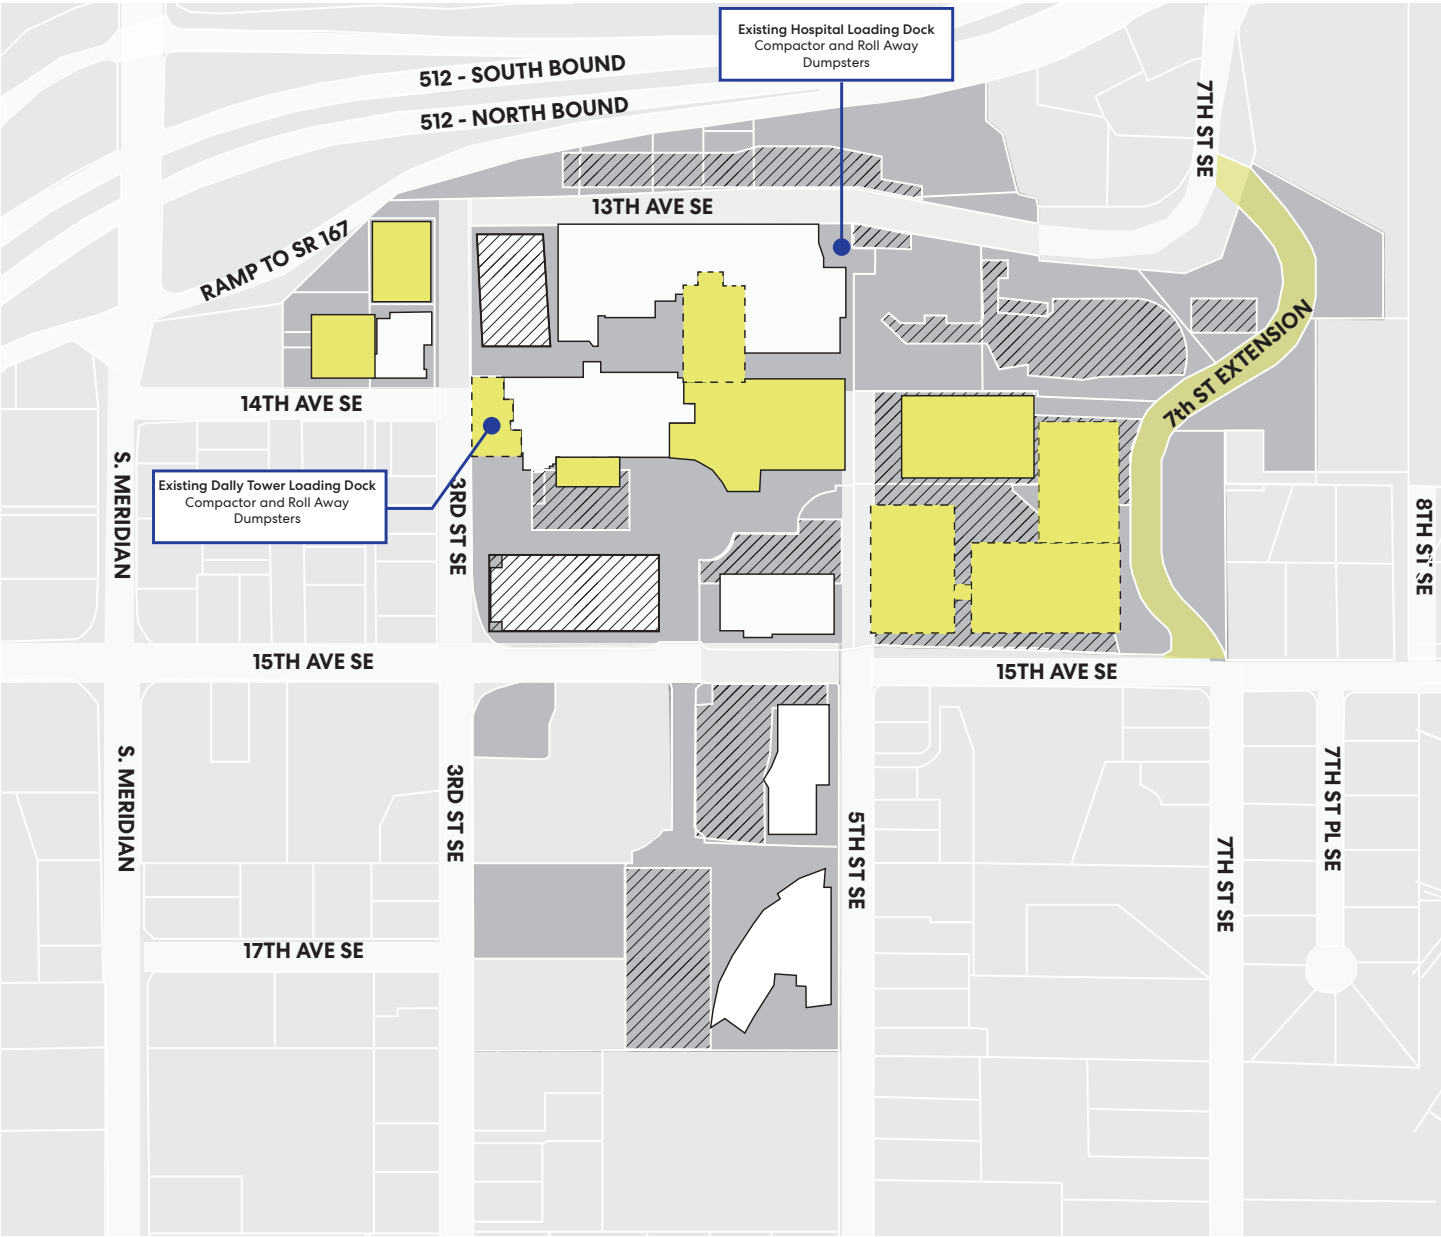 Existing Hospital Loading Dock
Compactor and Roll Away
Dumpsters
512 - SOUTH BOUND
512 - NORTH BOUND
7TH ST SE
13TH AVE SE
RAMP TO SR 167
7th ST EXTENSION
14TH AVE SE
Existing Dally Tower Loading Dock
Compactor and Roll Away
Dumpsters
S. MERIDIAN
3RD ST SE
8TH ST SE
15TH AVE SE
15TH AVE SE
S. MERIDIAN
3RD ST SE
5TH ST SE
7TH ST SE
7TH ST PL SE
17TH AVE SE